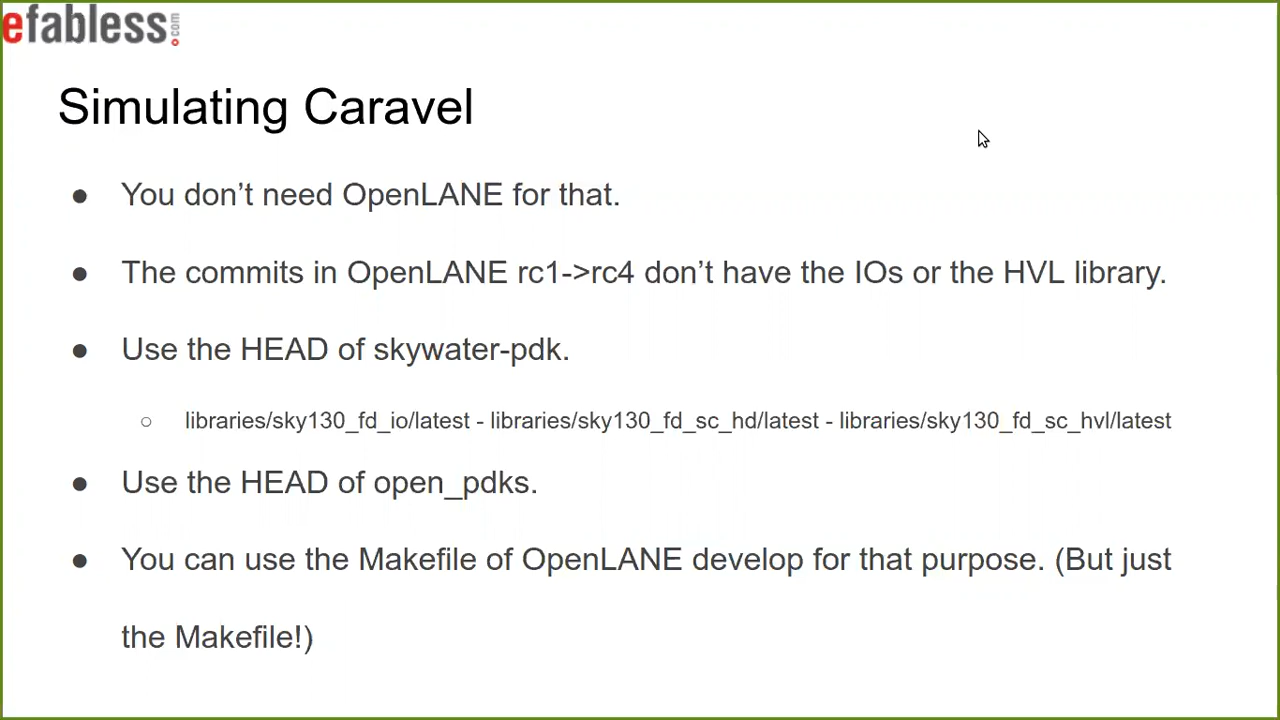 efabless.com
Simulating Caravel
● You don’t need OpenLANE for that.
● The commits in OpenLANE rc1->rc4 don’t have the IOs or the HVL library.
● Use the HEAD of skywater-pdk.
○ libraries/sky130_fd_io/latest - libraries/sky130_fd_sc_hd/latest - libraries/sky130_fd_sc_hvl/latest
● Use the HEAD of open_pdks.
● You can use the Makefile of OpenLANE develop for that purpose. (But just
the Makefile!)